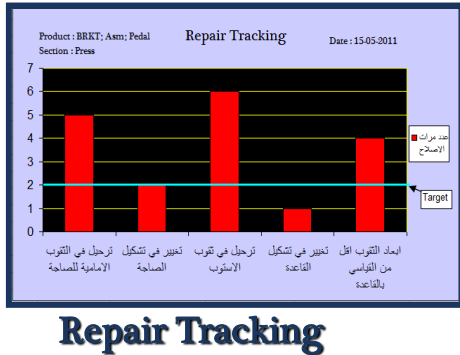 Product : BRKT; Asm; Pedal
Repair Tracking
Date : 15-05-2011
Section : Press
7
6
5
4
3
2
1
0
عدد مرات
الاصلاح
Target
ترحيل في الثقوب
الامامية للصاجة
تغيير في تشكيل
الصاجة
ترحيل في ثقوب
الاستوب
تغيير في تشكيل
القاعدة
ابعاد الثقوب اقل
من القياسي
بالقاعدة
Repair Tracking